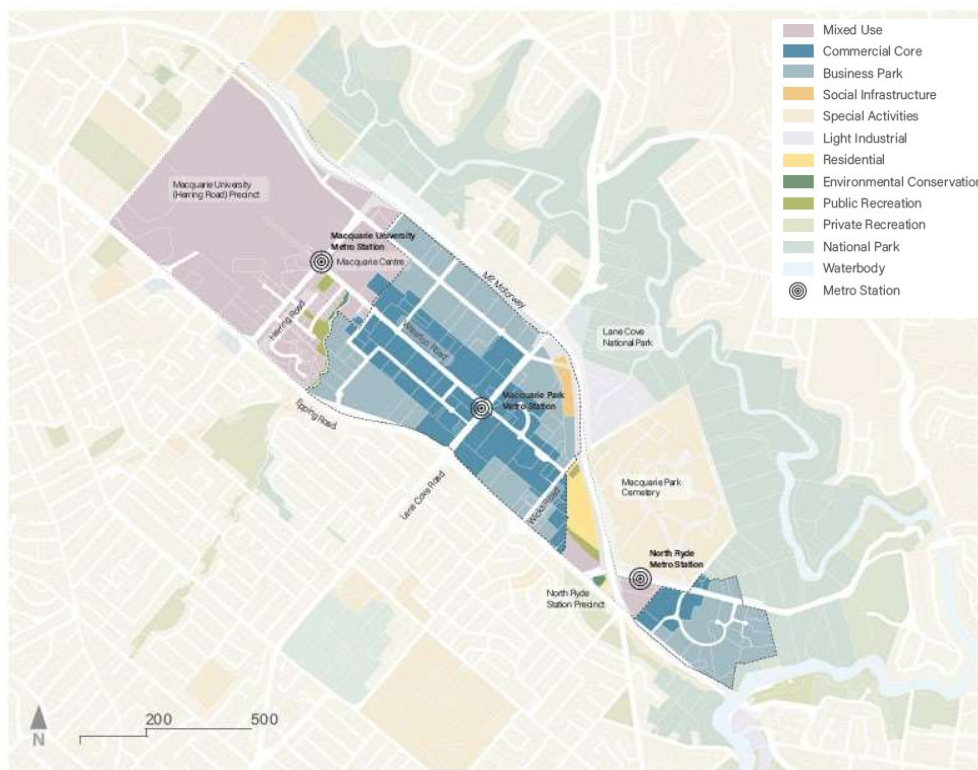 Mixed Use
Commercial Core
Business Park
Social Infrastructure
Special Activities
Light Industrial
Residential
Environmental Conservation
Public Recreation
Private Recreation
National Park
Waterbody
Metro Station
Macquarie University
(Herring Road) Precinct
Macquarie University
Metro Station
Macquarie Centre
M2 Motorway
Herring Road
Waterloo Road
Lane Cove
National Park
Macquarie Park
Metro Station
Epping Road
Lane Cove Road
Wicks Road
Macquarie Park
Cemetery
North Ryde
Metro Station
North Ryde
Station Precinct
200
500
N